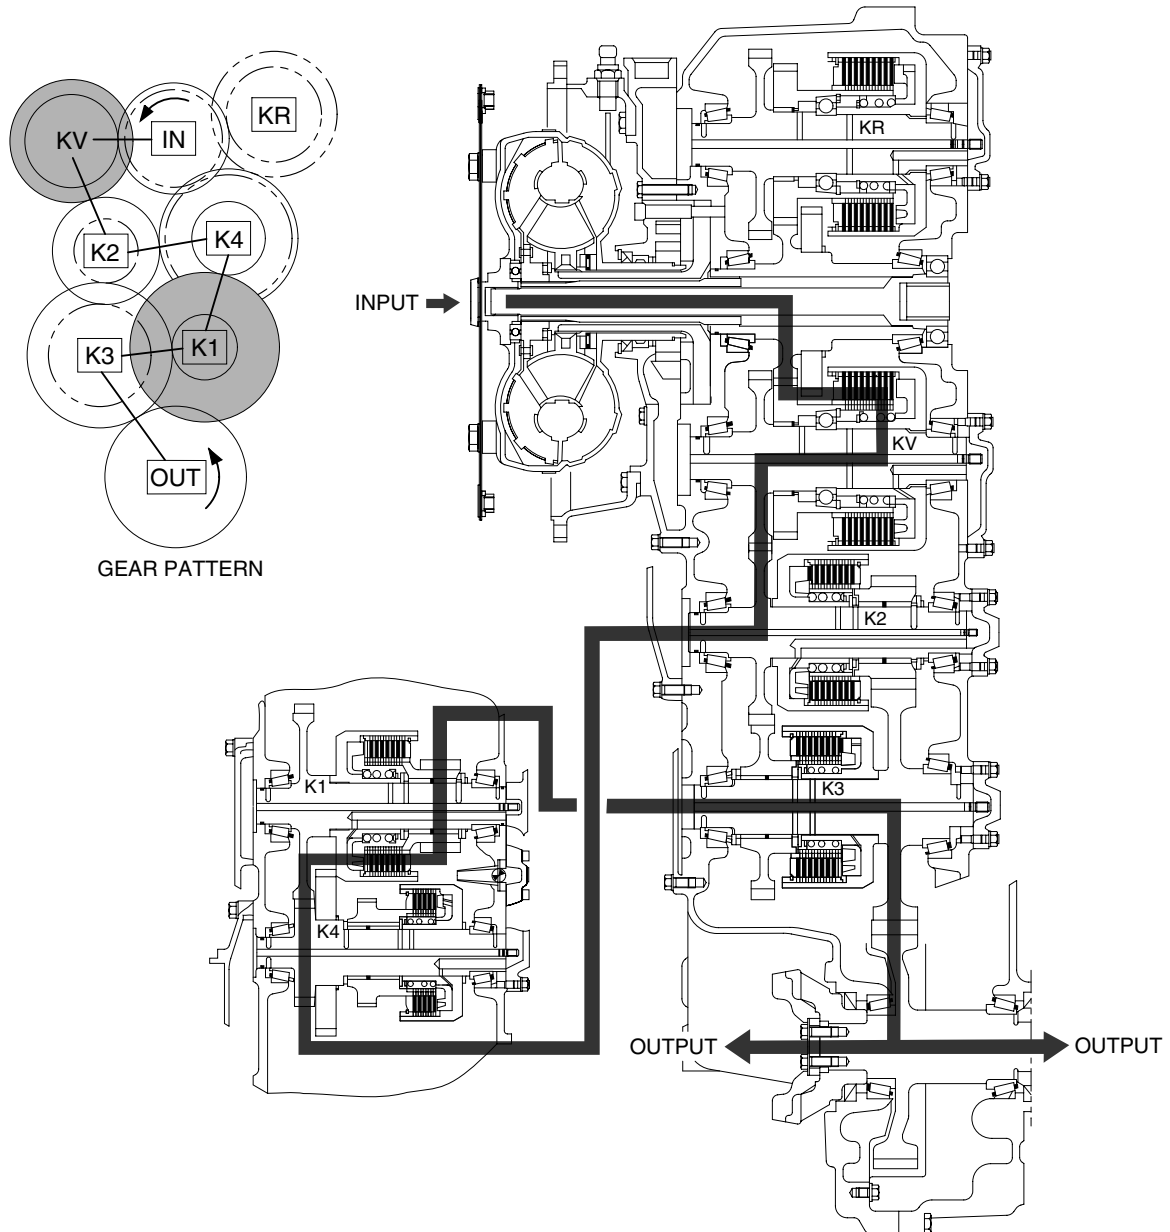 KV
IN
KR
K2
K4
K3
K1
OUT
GEAR PATTERN
KR
INPUT
KV
K2
K1
K3
K4
OUTPUT
OUTPUT